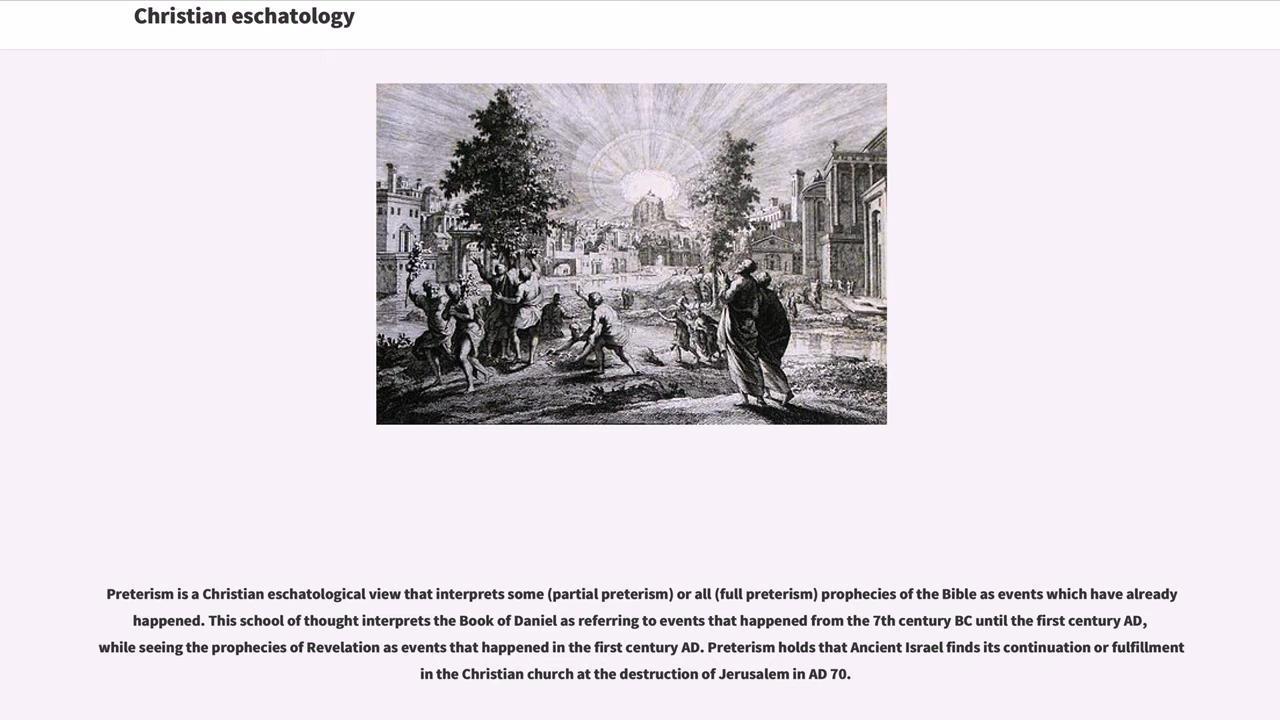 Christian eschatology
Preterism is a Christian eschatological view that interprets some (partial preterism) or all (full preterism) prophecies of the Bible as events which have already
happened. This school of thought interprets the Book of Daniel as referring to events that happened from the 7th century BC until the first century AD,
while seeing the prophecies of Revelation as events that happened in the first century AD. Preterism holds that Ancient Israel finds its continuation or fulfillment
in the Christian church at the destruction of Jerusalem in AD 70.